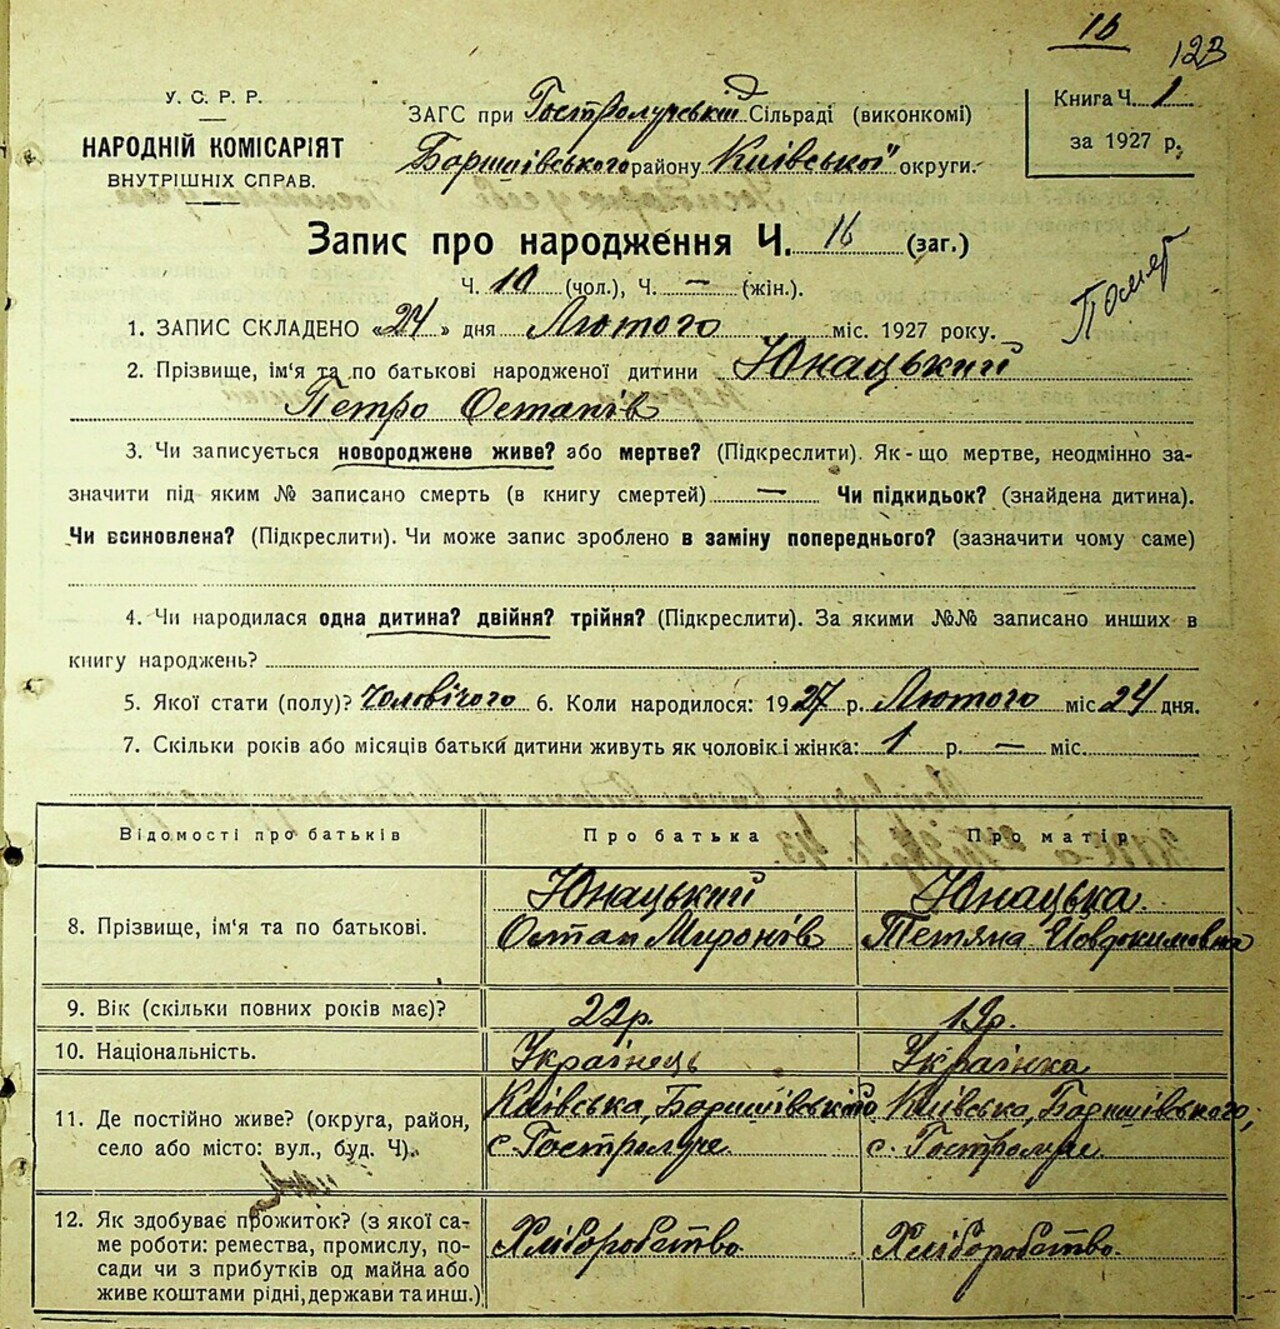 16
123
У. С. Р. Р.
НАРОДНІЙ КОМІСАРІЯТ
ВНУТРІШНІХ СПРАВ.
ЗАГС при Гостролучській Сільраді (виконкомі)
Баришівського району Київської округи.
Книга Ч. 1
за 1927 р.
Запис про народження Ч. 16 (заг.)
Ч. 10 (чол.), Ч. — (жін.).
Помер
1. ЗАПИС СКЛАДЕНО «24» дня Лютого міс. 1927 року.
2. Прізвище, ім'я та по батькові народженої дитини Юнацький
Петро Остапів
3. Чи записується новороджене живе? або мертве? (Підкреслити). Як-що мертве, неодмінно за-
значити під яким № записано смерть (в книгу смертей) — Чи підкидьок? (знайдена дитина).
Чи всиновлена? (Підкреслити). Чи може запис зроблено в заміну попереднього? (зазначити чому саме)
4. Чи народилася одна дитина? двійня? трійня? (Підкреслити). За якими №№ записано инших в
книгу народжень?
5. Якої стати (полу)? Чоловічого 6. Коли народилося: 1927 р. Лютого міс 24 дня.
7. Скільки років або місяців батьки дитини живуть як чоловік і жінка: 1 р. — міс.
Відомості про батьків Про батька Про матір
8. Прізвище, ім'я та по батькові. Юнацький Юнацька
Остап Миронів Тетяна Йовдокимовна
9. Вік (скільки повних років має)? 22р. 19р.
10. Національність. Українець Українка
11. Де постійно живе? (округа, район, Київська, Баришівського Київська, Баришівського,
село або місто: вул., буд. Ч). с Гостролуче с. Гостролуче
12. Як здобуває прожиток? (з якої са- Хліборобство Хліборобство
ме роботи: ремества, промислу, по-
сади чи з прибутків од майна або
живе коштами рідні, держави та инш.)